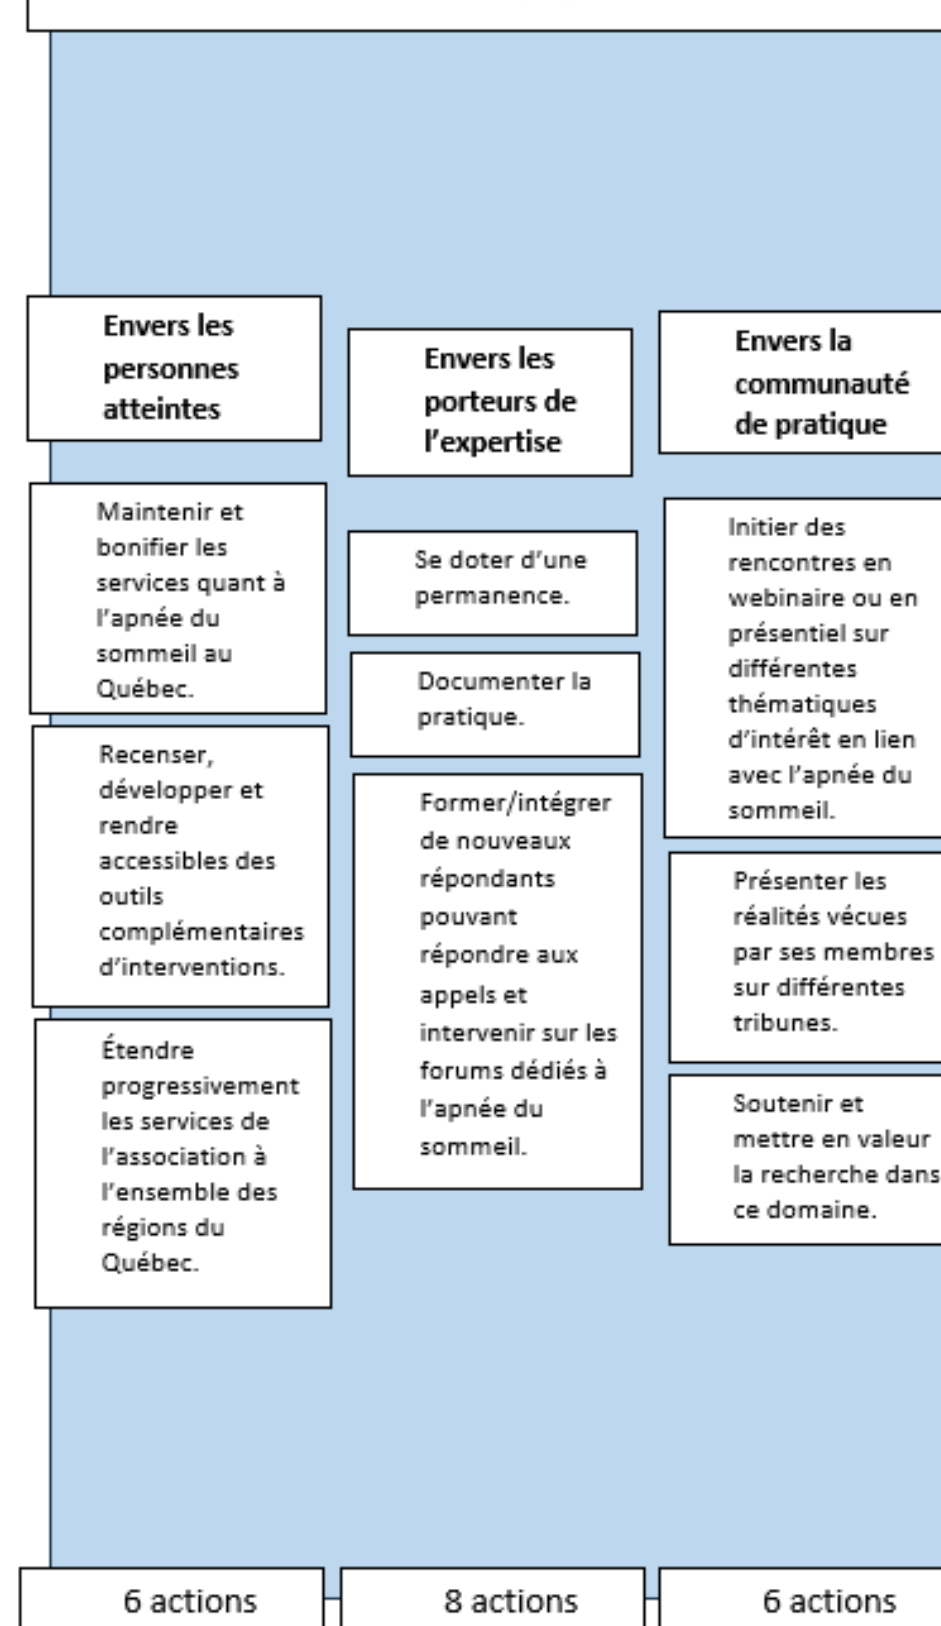 Envers les
personnes
atteintes
Maintenir et
bonifier les
services quant à
l'apnée du
sommeil au
Québec.
Recenser,
développer et
rendre
accessibles des
outils
complémentaires
d'interventions.
Étendre
progressivement
les services de
l'association à
l'ensemble des
régions du
Québec.
6 actions
Envers les
porteurs de
l'expertise
Se doter d'une
permanence.
Documenter la
pratique.
Former/intégrer
de nouveaux
répondants
pouvant
répondre aux
appels et
intervenir sur les
forums dédiés à
l'apnée du
sommeil.
8 actions
Envers la
communauté
de pratique
Initier des
rencontres en
webinaire ou en
présentiel sur
différentes
thématiques
d'intérêt en lien
avec l'apnée du
sommeil.
Présenter les
réalités vécues
par ses membres
sur différentes
tribunes.
Soutenir et
mettre en valeur
la recherche dans
ce domaine.
6 actions